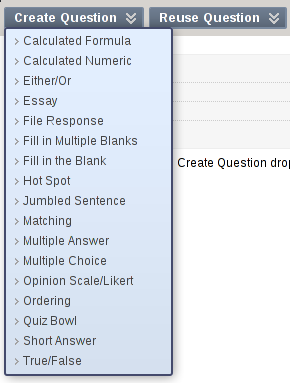 Create Question
Reuse Question
Calculated Formula
Calculated Numeric
Either/Or
Essay
File Response
Fill in Multiple Blanks
Fill in the Blank
Hot Spot
Jumbled Sentence
Matching
Multiple Answer
Multiple Choice
Opinion Scale/Likert
Ordering
Quiz Bowl
Short Answer
True/False
Create Question